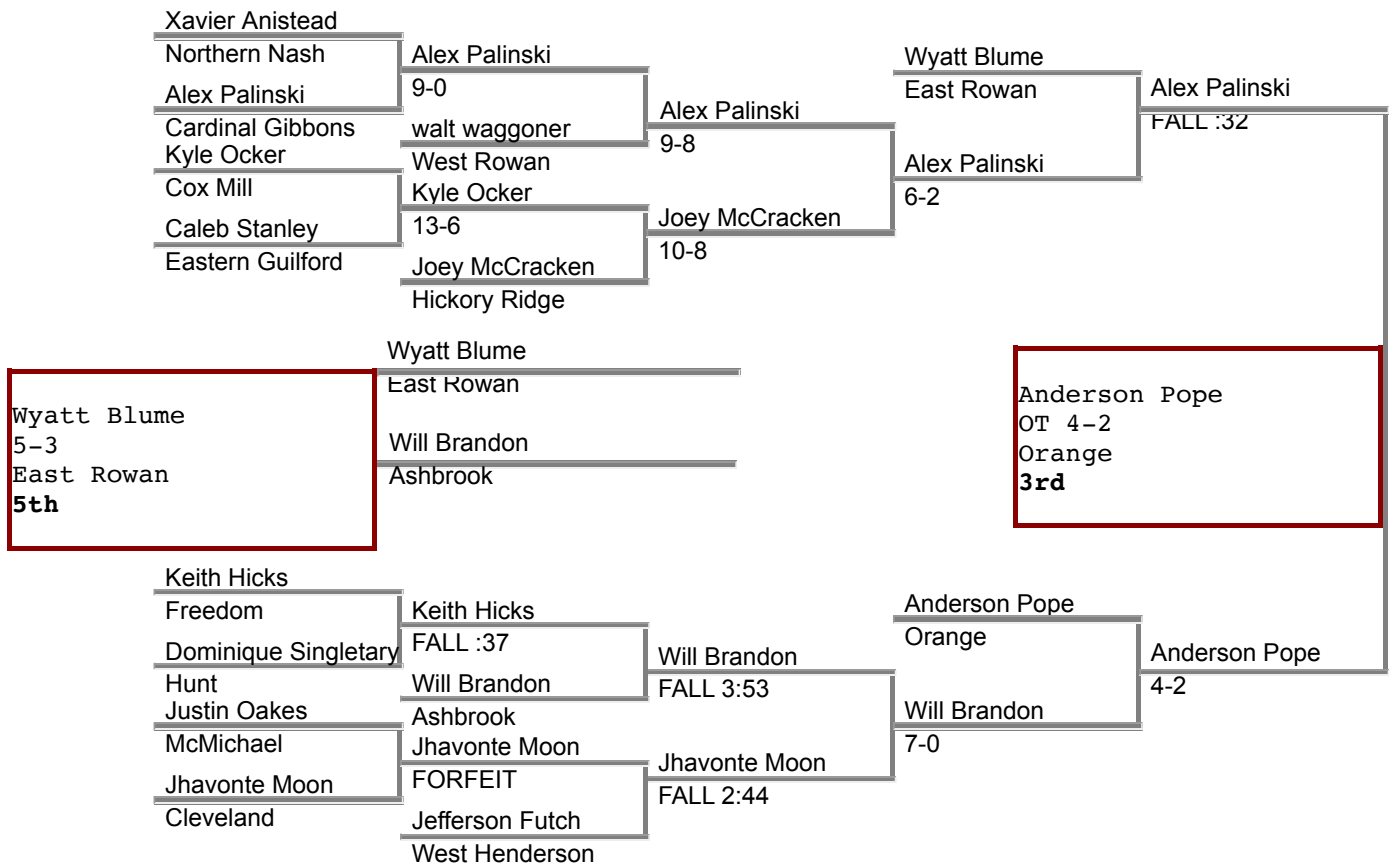 Xavier Anistead
Northern Nash
Alex Palinski
Cardinal Gibbons
Kyle Ocker
Cox Mill
Caleb Stanley
Eastern Guilford
Alex Palinski
9-0
walt waggoner
West Rowan
Kyle Ocker
13-6
Joey McCracken
Hickory Ridge
Alex Palinski
9-8
Joey McCracken
10-8
Wyatt Blume
East Rowan
Alex Palinski
6-2
Alex Palinski
FALL :32
Wyatt Blume
East Rowan
Will Brandon
Ashbrook
Wyatt Blume
5-3
East Rowan
5th
Anderson Pope
OT 4-2
Orange
3rd
Keith Hicks
Freedom
Dominique Singletary
Hunt
Justin Oakes
McMichael
Jhavonte Moon
Cleveland
Keith Hicks
FALL :37
Will Brandon
Ashbrook
Jhavonte Moon
FORFEIT
Jefferson Futch
West Henderson
Will Brandon
FALL 3:53
Jhavonte Moon
FALL 2:44
Anderson Pope
Orange
Will Brandon
7-0
Anderson Pope
4-2